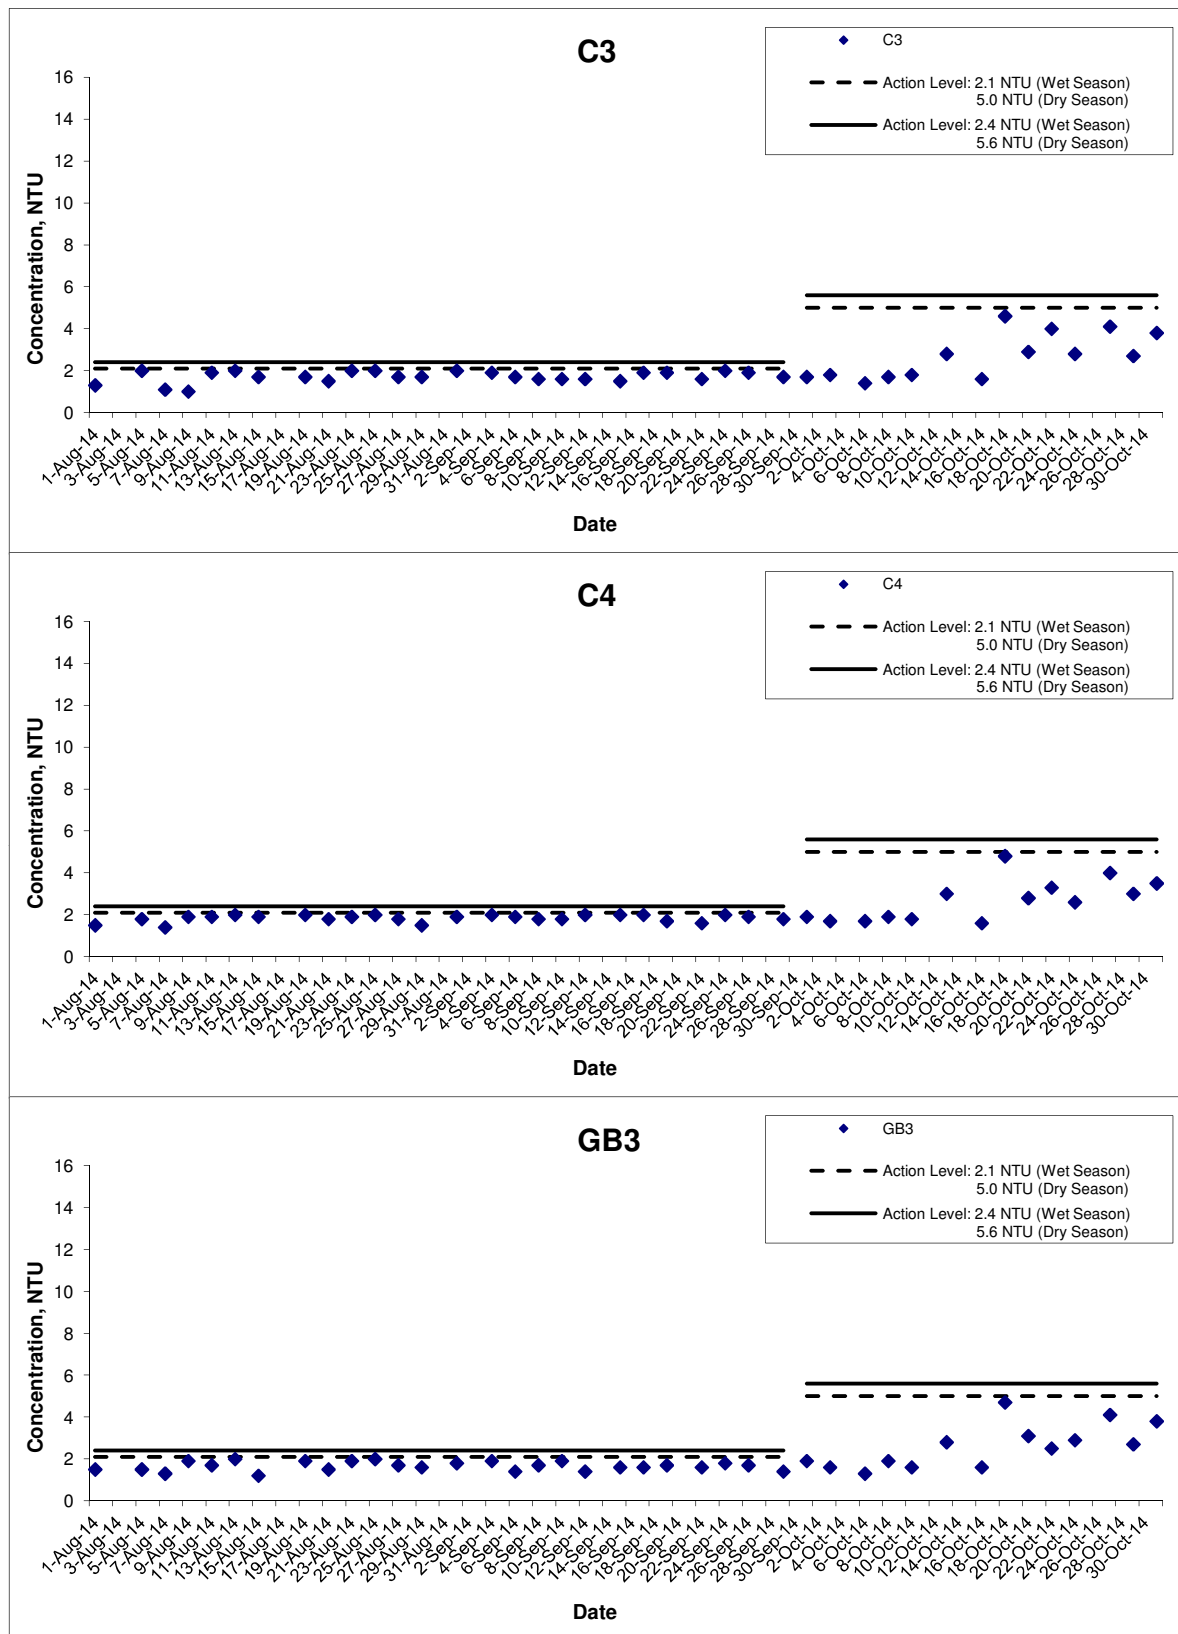 C3
C3
Action Level: 2.1 NTU (Wet Season)
5.0 NTU (Dry Season)
Action Level: 2.4 NTU (Wet Season)
5.6 NTU (Dry Season)
Concentration, NTU
16
14
12
10
8
6
4
2
0
1-Aug-14
3-Aug-14
5-Aug-14
7-Aug-14
9-Aug-14
11-Aug-14
13-Aug-14
15-Aug-14
17-Aug-14
19-Aug-14
21-Aug-14
23-Aug-14
25-Aug-14
27-Aug-14
29-Aug-14
31-Aug-14
2-Sep-14
4-Sep-14
6-Sep-14
8-Sep-14
10-Sep-14
12-Sep-14
14-Sep-14
16-Sep-14
18-Sep-14
20-Sep-14
22-Sep-14
24-Sep-14
26-Sep-14
28-Sep-14
30-Sep-14
2-Oct-14
4-Oct-14
6-Oct-14
8-Oct-14
10-Oct-14
12-Oct-14
14-Oct-14
16-Oct-14
18-Oct-14
20-Oct-14
22-Oct-14
24-Oct-14
26-Oct-14
28-Oct-14
30-Oct-14
Date
C4
C4
Action Level: 2.1 NTU (Wet Season)
5.0 NTU (Dry Season)
Action Level: 2.4 NTU (Wet Season)
5.6 NTU (Dry Season)
Concentration, NTU
16
14
12
10
8
6
4
2
0
1-Aug-14
3-Aug-14
5-Aug-14
7-Aug-14
9-Aug-14
11-Aug-14
13-Aug-14
15-Aug-14
17-Aug-14
19-Aug-14
21-Aug-14
23-Aug-14
25-Aug-14
27-Aug-14
29-Aug-14
31-Aug-14
2-Sep-14
4-Sep-14
6-Sep-14
8-Sep-14
10-Sep-14
12-Sep-14
14-Sep-14
16-Sep-14
18-Sep-14
20-Sep-14
22-Sep-14
24-Sep-14
26-Sep-14
28-Sep-14
30-Sep-14
2-Oct-14
4-Oct-14
6-Oct-14
8-Oct-14
10-Oct-14
12-Oct-14
14-Oct-14
16-Oct-14
18-Oct-14
20-Oct-14
22-Oct-14
24-Oct-14
26-Oct-14
28-Oct-14
30-Oct-14
Date
GB3
GB3
Action Level: 2.1 NTU (Wet Season)
5.0 NTU (Dry Season)
Action Level: 2.4 NTU (Wet Season)
5.6 NTU (Dry Season)
Concentration, NTU
16
14
12
10
8
6
4
2
0
1-Aug-14
3-Aug-14
5-Aug-14
7-Aug-14
9-Aug-14
11-Aug-14
13-Aug-14
15-Aug-14
17-Aug-14
19-Aug-14
21-Aug-14
23-Aug-14
25-Aug-14
27-Aug-14
29-Aug-14
31-Aug-14
2-Sep-14
4-Sep-14
6-Sep-14
8-Sep-14
10-Sep-14
12-Sep-14
14-Sep-14
16-Sep-14
18-Sep-14
20-Sep-14
22-Sep-14
24-Sep-14
26-Sep-14
28-Sep-14
30-Sep-14
2-Oct-14
4-Oct-14
6-Oct-14
8-Oct-14
10-Oct-14
12-Oct-14
14-Oct-14
16-Oct-14
18-Oct-14
20-Oct-14
22-Oct-14
24-Oct-14
26-Oct-14
28-Oct-14
30-Oct-14
Date